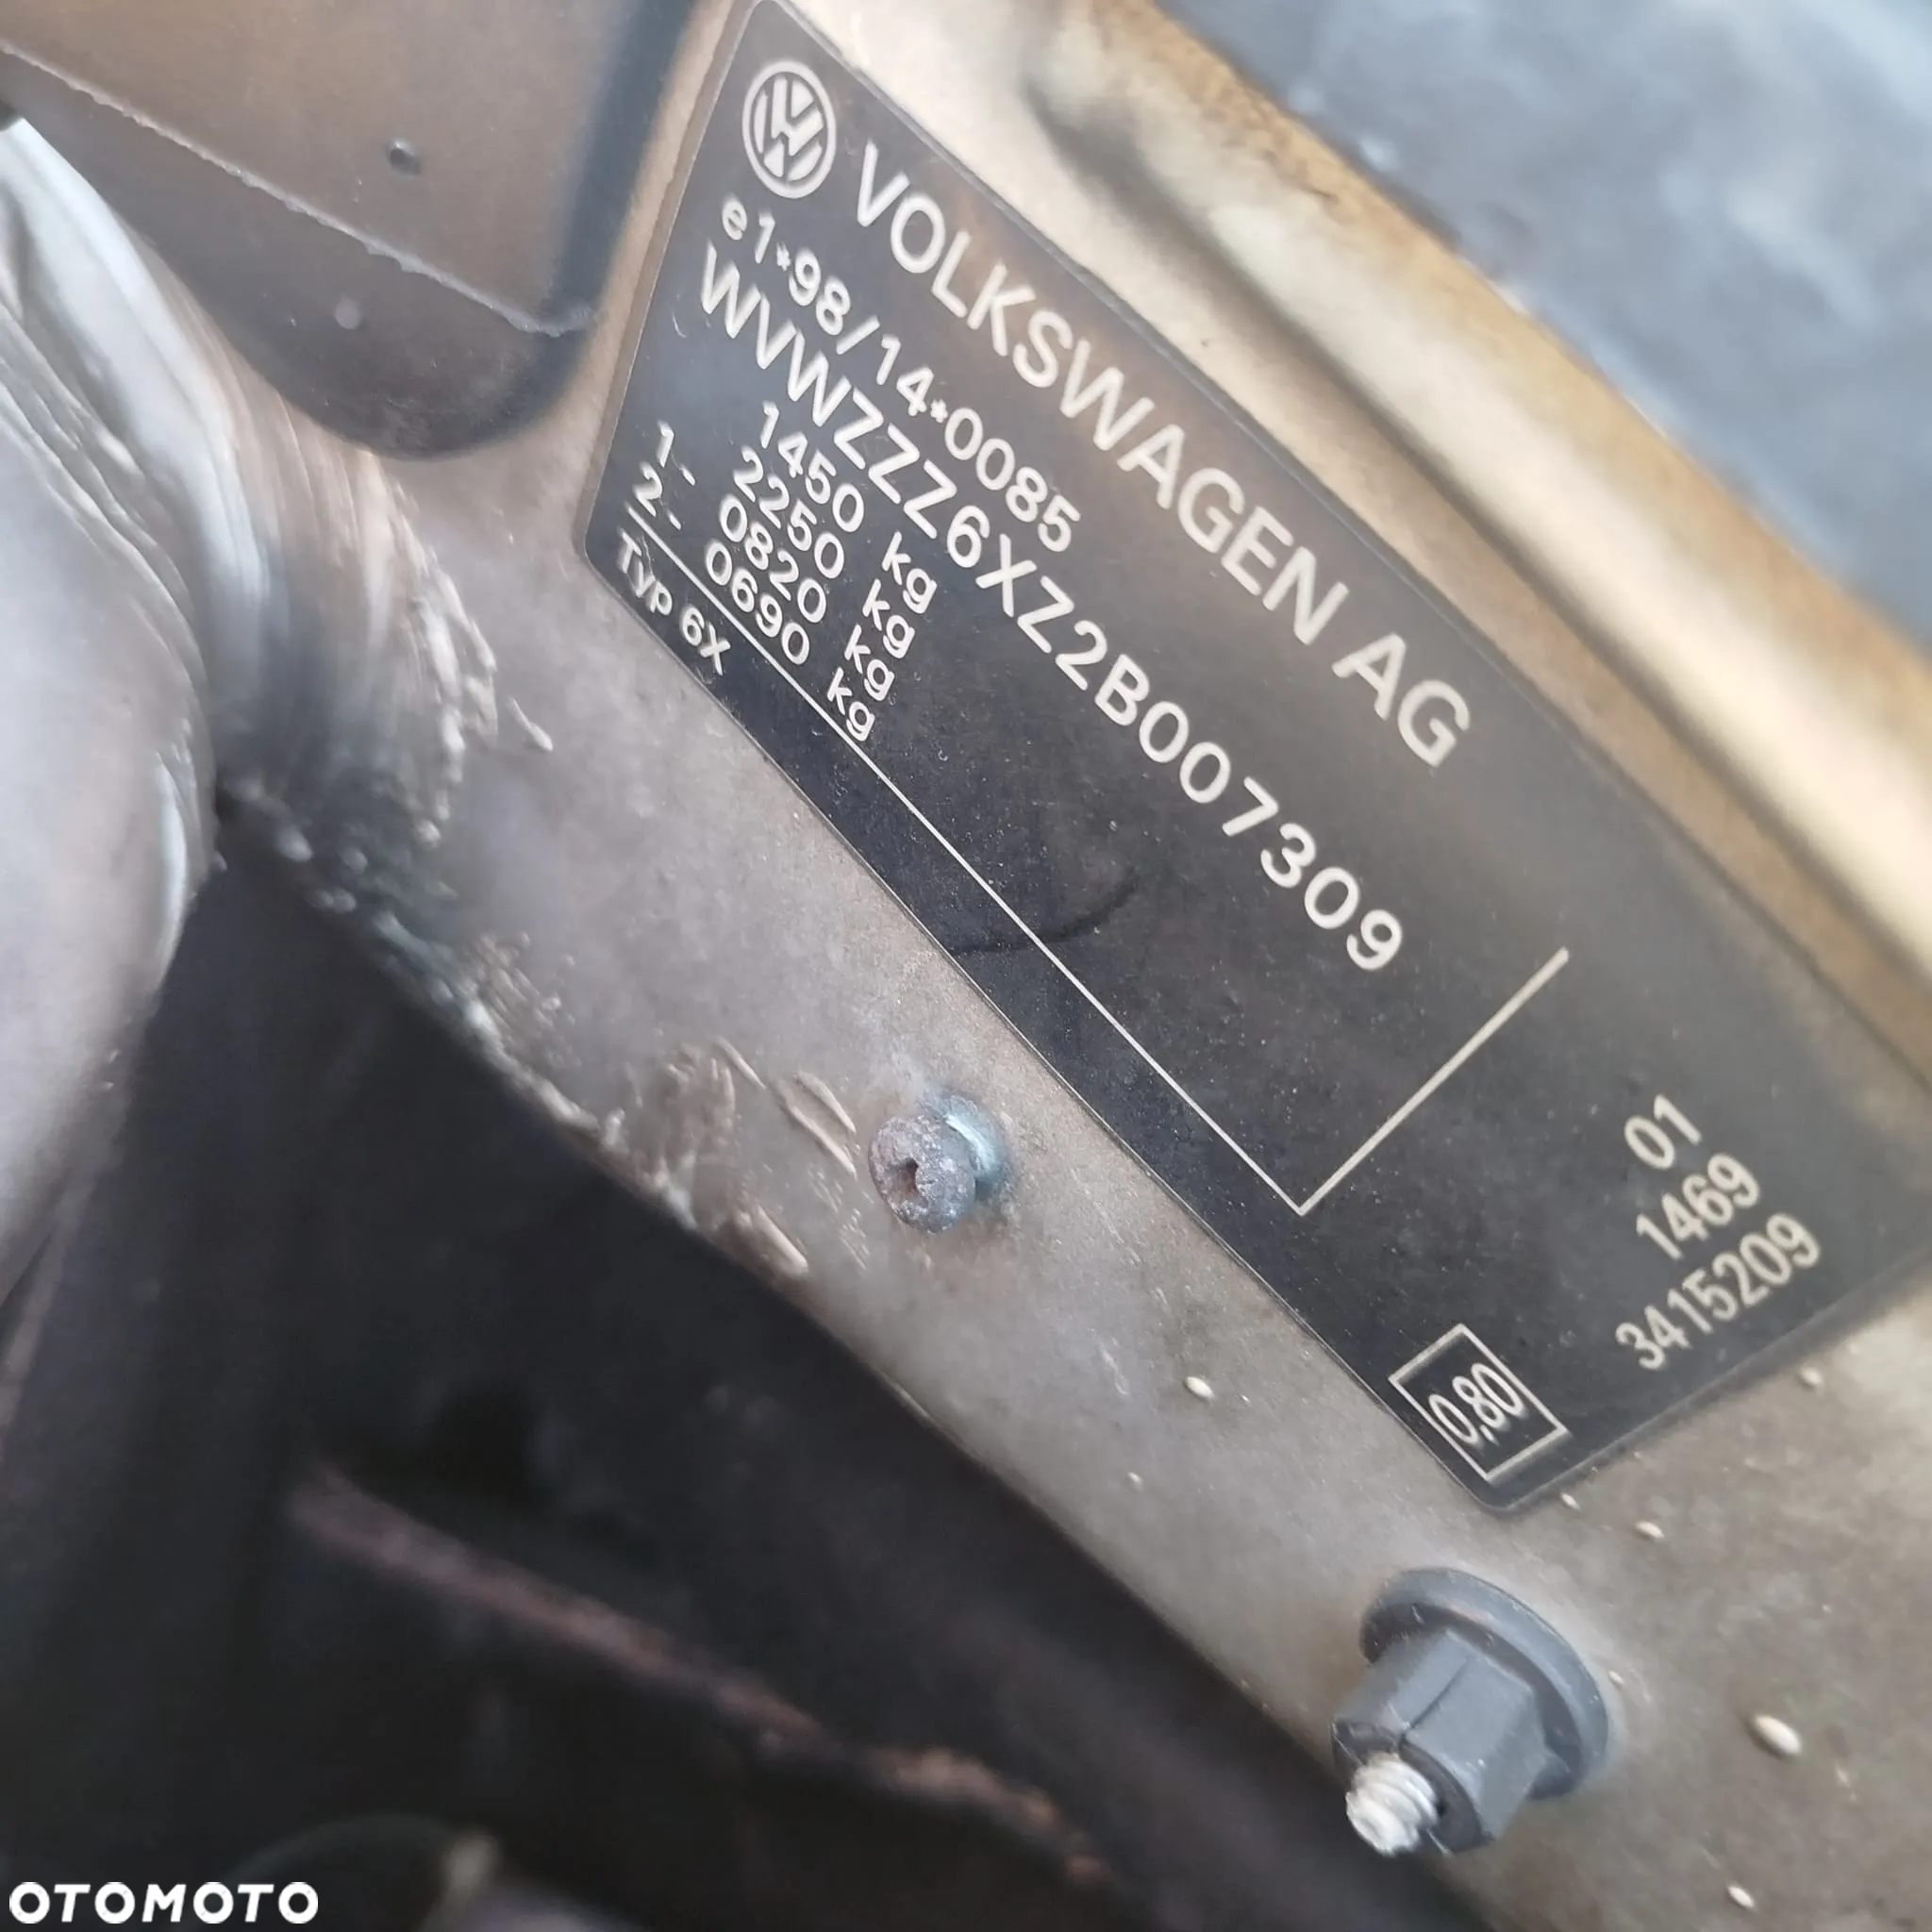 VOLKSWAGEN AG
e1*98/14*0085
WVWZZZ6XZ2B007309
1450 kg
2250 kg
1. 0820 kg
2. 0690 kg
Typ 6X
01
1469
3415209
0,80
OTOMOTO